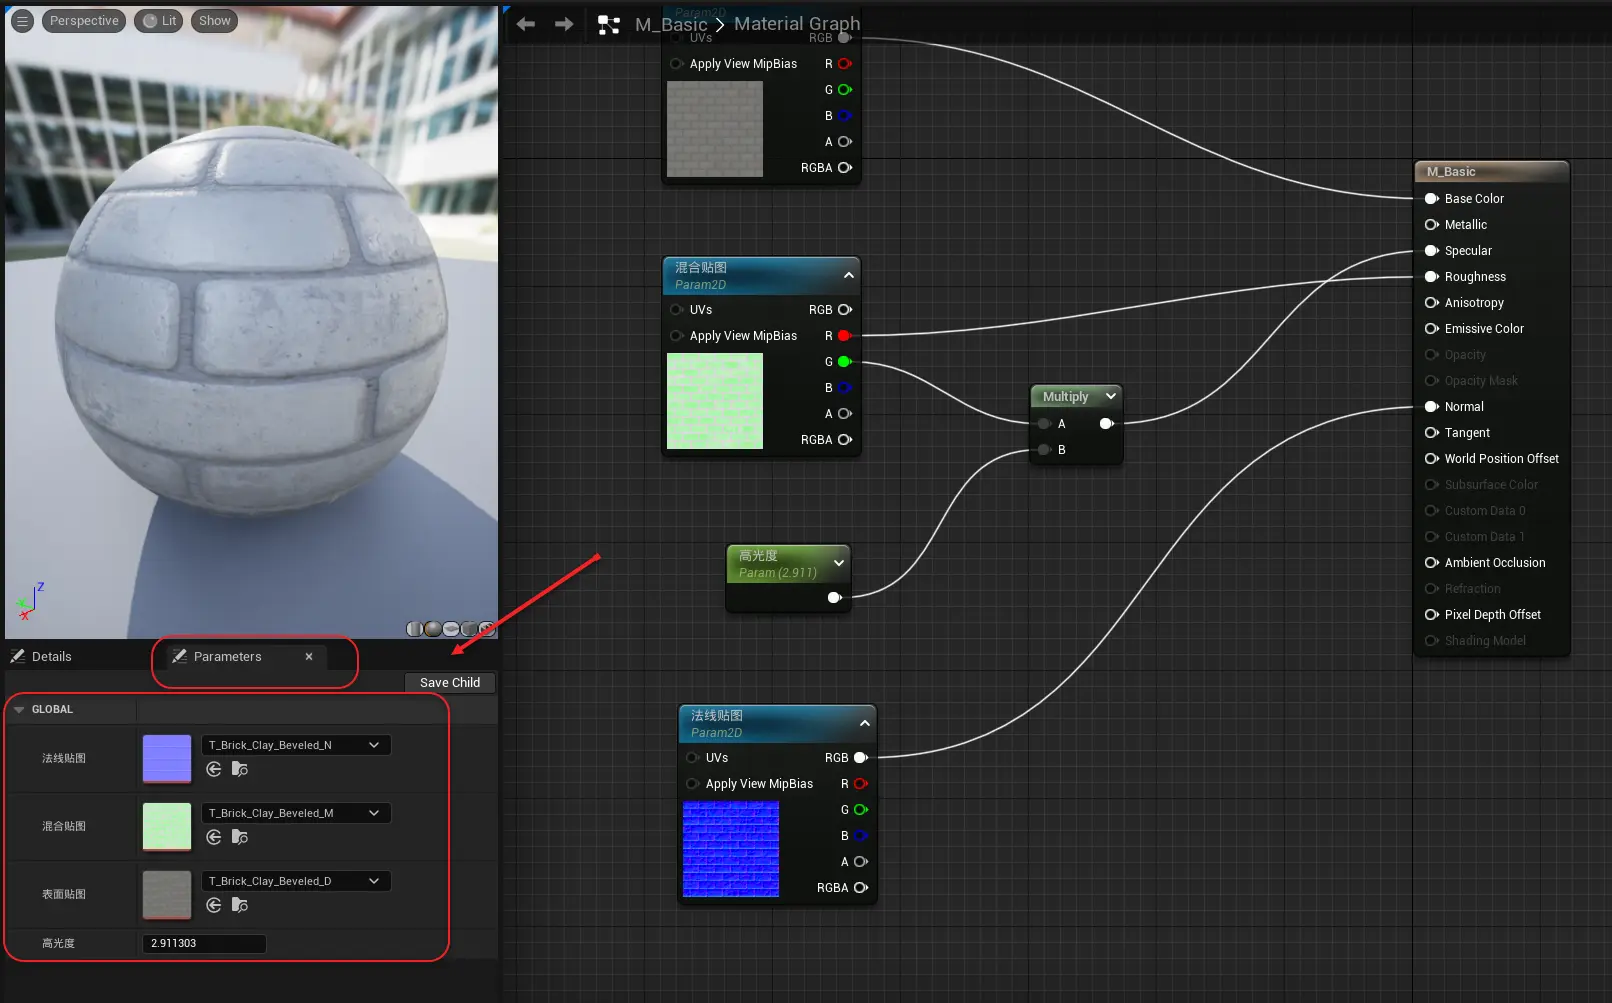 Perspective
Lit
Show
Details
Parameters
Save Child
GLOBAL
法线贴图
T_Brick_Clay_Beveled_N
混合贴图
T_Brick_Clay_Beveled_M
表面贴图
T_Brick_Clay_Beveled_D
高光度
2.911303
Z
X
M_Basic
Material Graph
Param2D
UVs
RGB
Apply View MipBias
R
G
B
A
RGBA
混合贴图
Param2D
UVs
RGB
Apply View MipBias
R
G
B
A
RGBA
高光度
Param (2.911)
Multiply
A
B
法线贴图
Param2D
UVs
RGB
Apply View MipBias
R
G
B
A
RGBA
M_Basic
Base Color
Metallic
Specular
Roughness
Anisotropy
Emissive Color
Opacity
Opacity Mask
Normal
Tangent
World Position Offset
Subsurface Color
Custom Data 0
Custom Data 1
Ambient Occlusion
Refraction
Pixel Depth Offset
Shading Model